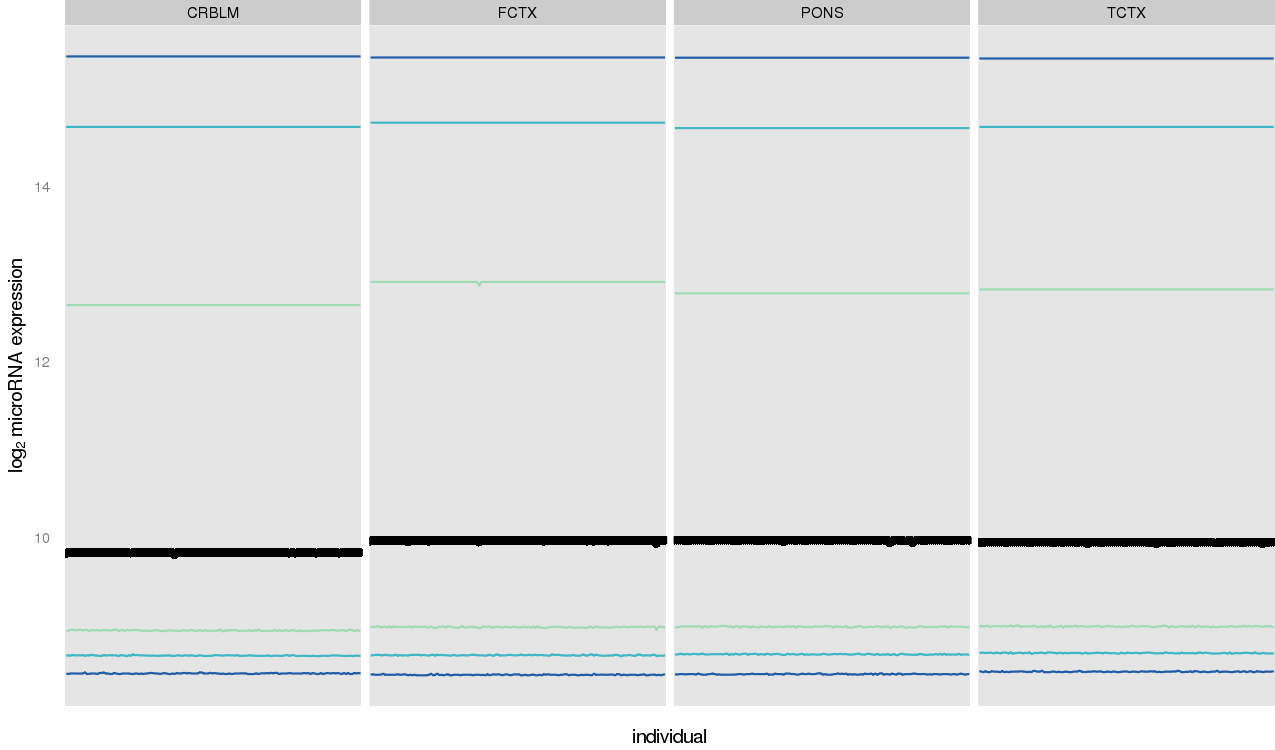 CRBLM FCTX PONS TCTX
14
12
10
log2 microRNA expression
individual